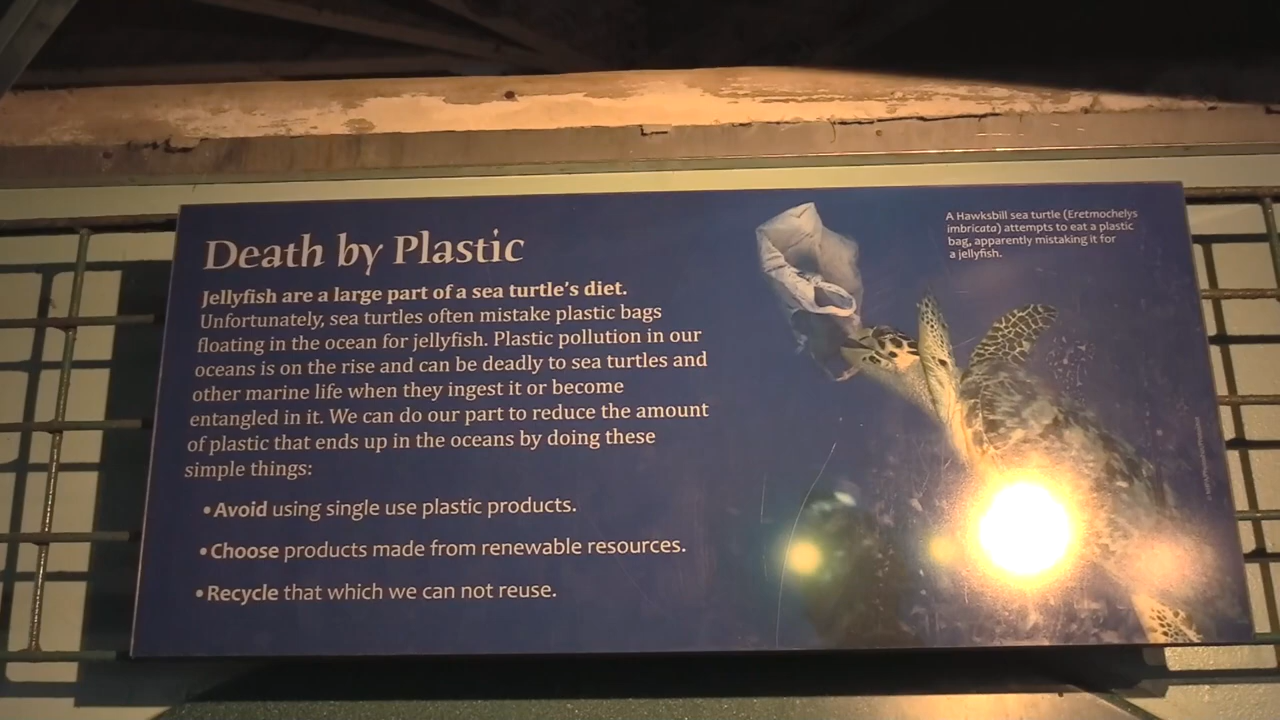 Death by Plastic
Jellyfish are a large part of a sea turtle's diet.
Unfortunately, sea turtles often mistake plastic bags
floating in the ocean for jellyfish. Plastic pollution in our
oceans is on the rise and can be deadly to sea turtles and
other marine life when they ingest it or become
entangled in it. We can do our part to reduce the amount
of plastic that ends up in the oceans by doing these
simple things:
• Avoid using single use plastic products.
• Choose products made from renewable resources.
• Recycle that which we can not reuse.
A Hawksbill sea turtle (Eretmochelys
imbricata) attempts to eat a plastic
bag, apparently mistaking it for
a jellyfish.